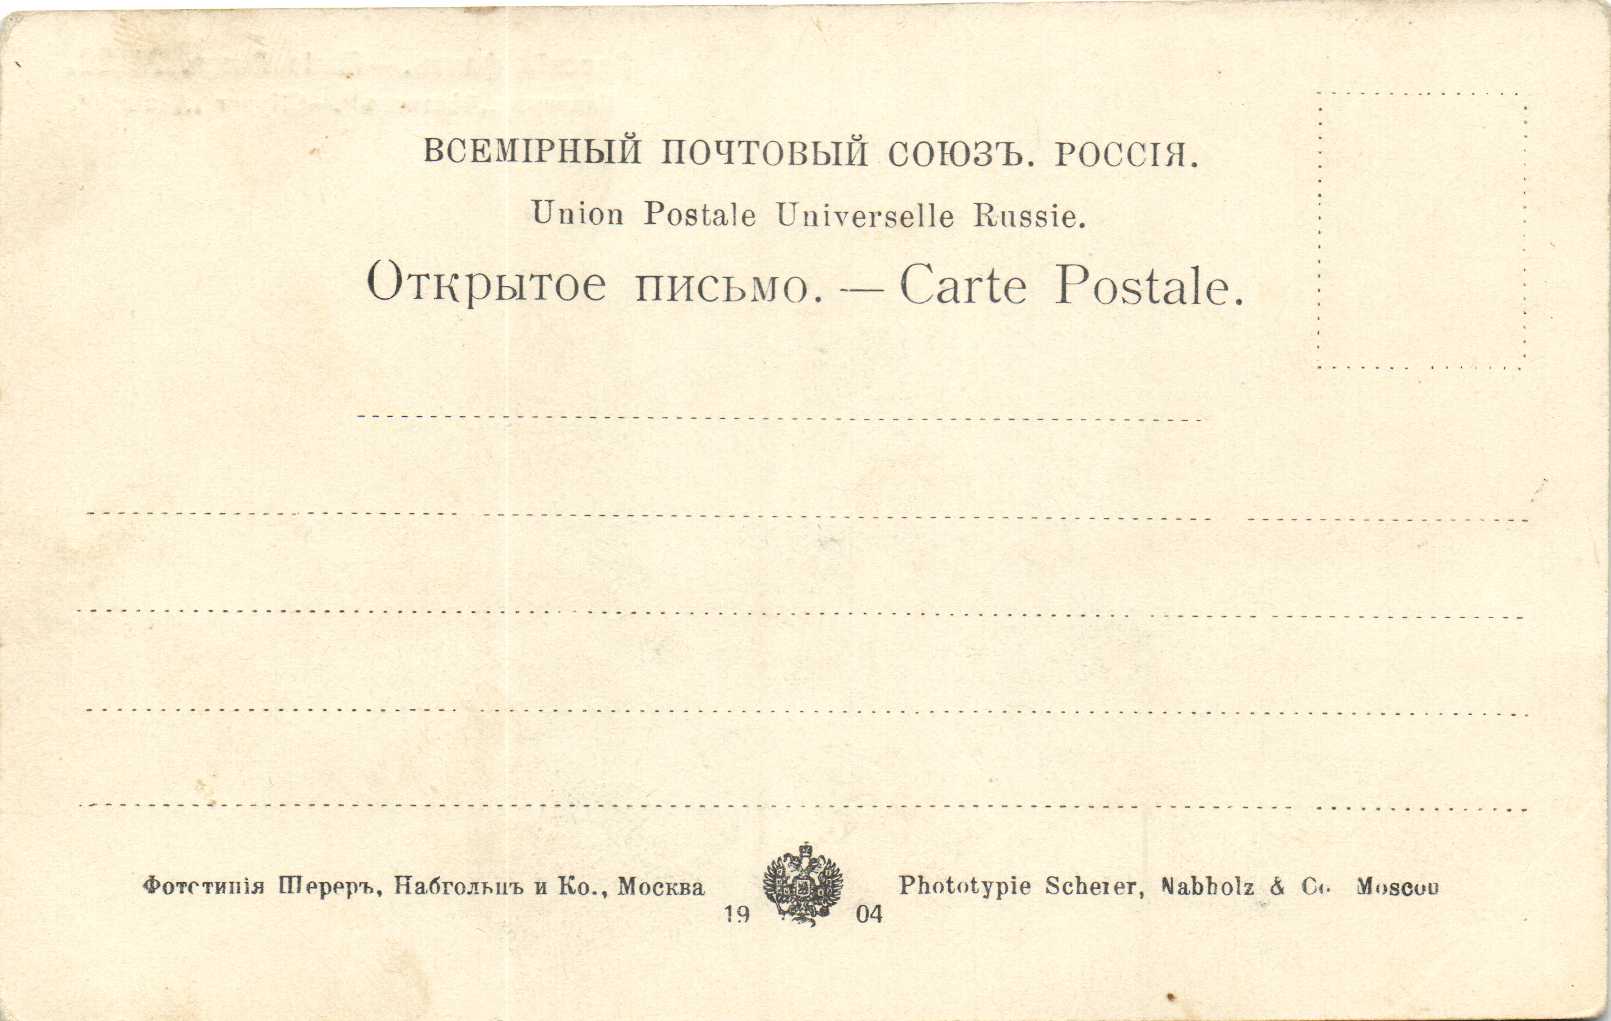 ВСЕМІРНЫЙ ПОЧТОВЫЙ СОЮЗЪ. РОССІЯ.
Union Postale Universelle Russie.
Открытое письмо. — Carte Postale.
Фототипія Шереръ, Набгольцъ и Ко., Москва
19 04
Phototypie Scherer, Nabholz & Co. Moscou